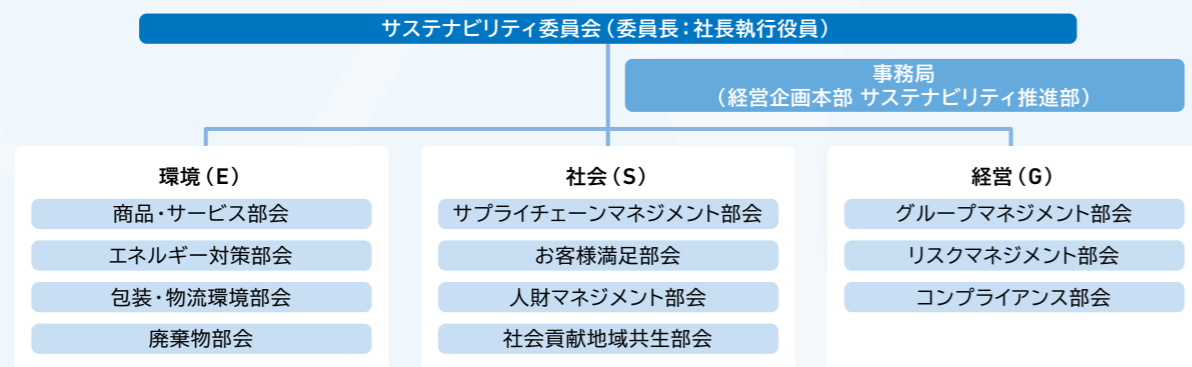 サステナビリティ委員会（委員長：社長執行役員）
事務局
（経営企画本部 サステナビリティ推進部）
環境（E）
商品・サービス部会
エネルギー対策部会
包装・物流環境部会
廃棄物部会
社会（S）
サプライチェーンマネジメント部会
お客様満足部会
人財マネジメント部会
社会貢献地域共生部会
経営（G）
グループマネジメント部会
リスクマネジメント部会
コンプライアンス部会